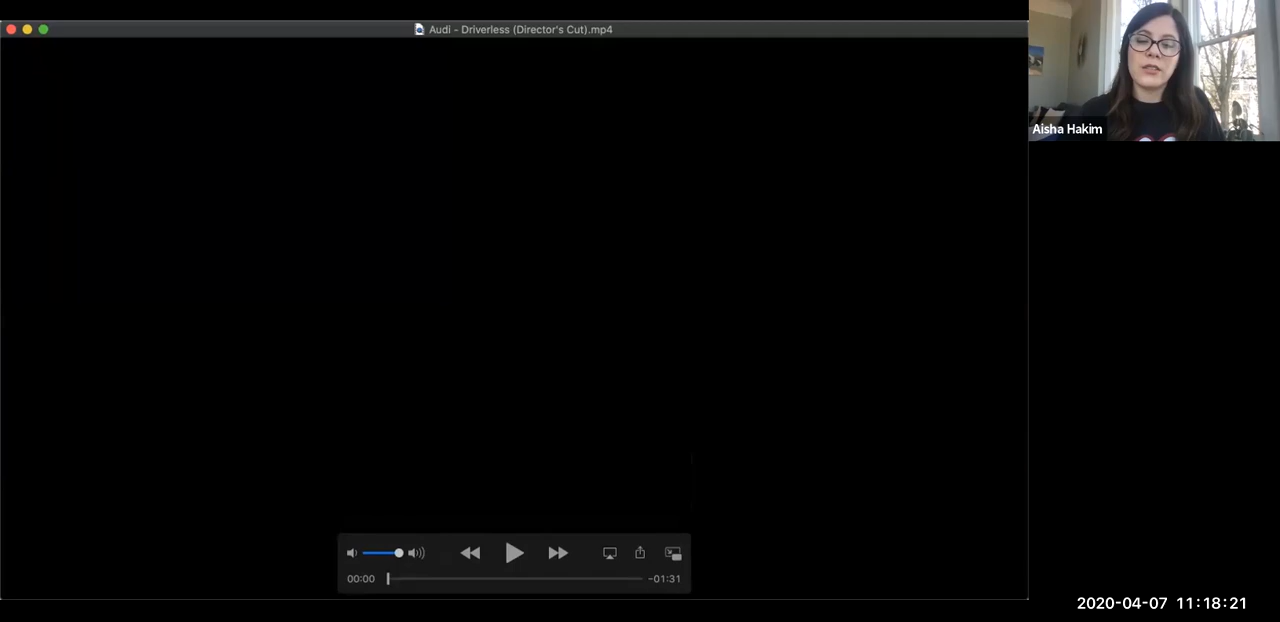 Audi - Driverless (Director's Cut).mp4
Aisha Hakim
00:00
-01:31
2020-04-07 11:18:21